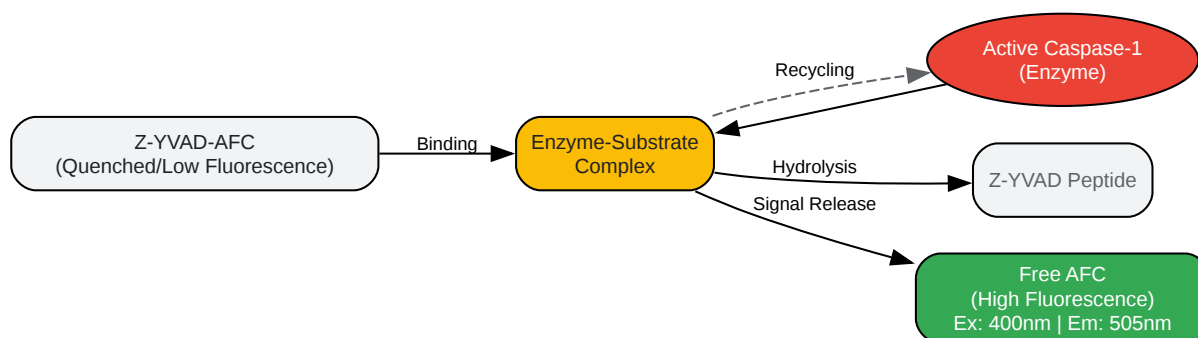 Z-YVAD-AFC
(Quenched/Low Fluorescence)
Binding
Enzyme-Substrate
Complex
Recycling
Active Caspase-1
(Enzyme)
Hydrolysis
Z-YVAD Peptide
Signal Release
Free AFC
(High Fluorescence)
Ex: 400nm | Em: 505nm